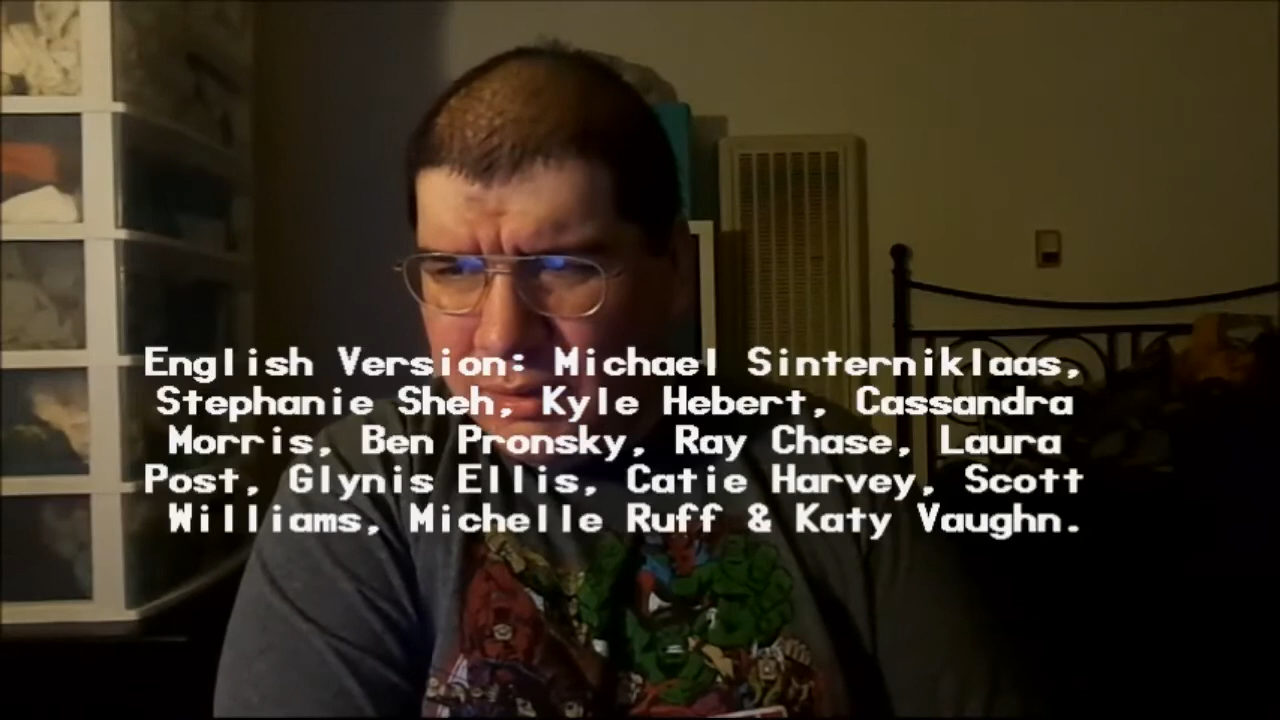 English Version: Michael Sinterniklaas,
Stephanie Sheh, Kyle Hebert, Cassandra
Morris, Ben Pronsky, Ray Chase, Laura
Post, Glynis Ellis, Catie Harvey, Scott
Williams, Michelle Ruff & Katy Vaughn.